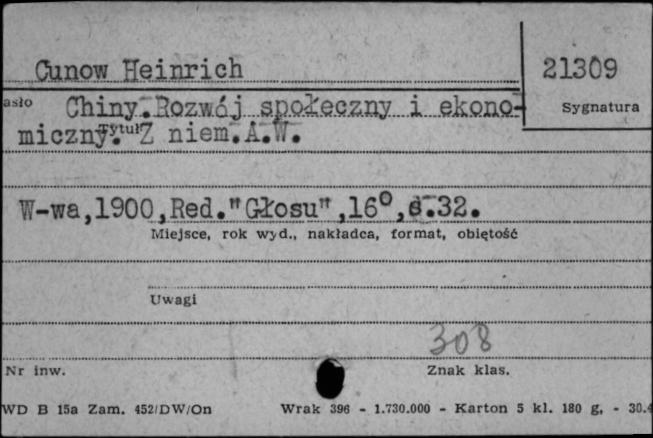 Cunow Heinrich
21309
asło Chiny.Rozwój społeczny i ekono-
Sygnatura
miczny. Tytuł Z niem.A.W.
W-wa,1900,Red."Głosu",16°,s.32.
Miejsce, rok wyd., nakładca, format, obiętość
Uwagi
308
Nr inw.
Znak klas.
WD B 15a Zam. 452/DW/On
Wrak 396 - 1.730.000 - Karton 5 kl. 180 g, - 30.4